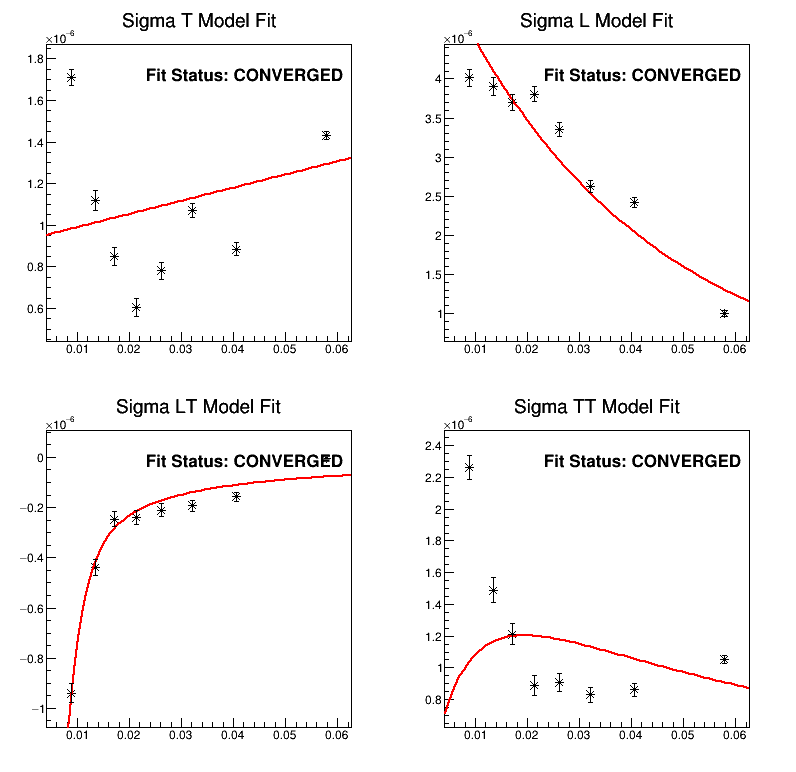 Sigma T Model Fit
×10⁻⁶
Fit Status: CONVERGED
1.8
1.6
1.4
1.2
1
0.8
0.6
0.01 0.02 0.03 0.04 0.05 0.06
Sigma L Model Fit
×10⁻⁶
Fit Status: CONVERGED
4
3.5
3
2.5
2
1.5
1
0.01 0.02 0.03 0.04 0.05 0.06
Sigma LT Model Fit
×10⁻⁶
Fit Status: CONVERGED
0
−0.2
−0.4
−0.6
−0.8
−1
0.01 0.02 0.03 0.04 0.05 0.06
Sigma TT Model Fit
×10⁻⁶
2.4
Fit Status: CONVERGED
2.2
2
1.8
1.6
1.4
1.2
1
0.8
0.01 0.02 0.03 0.04 0.05 0.06